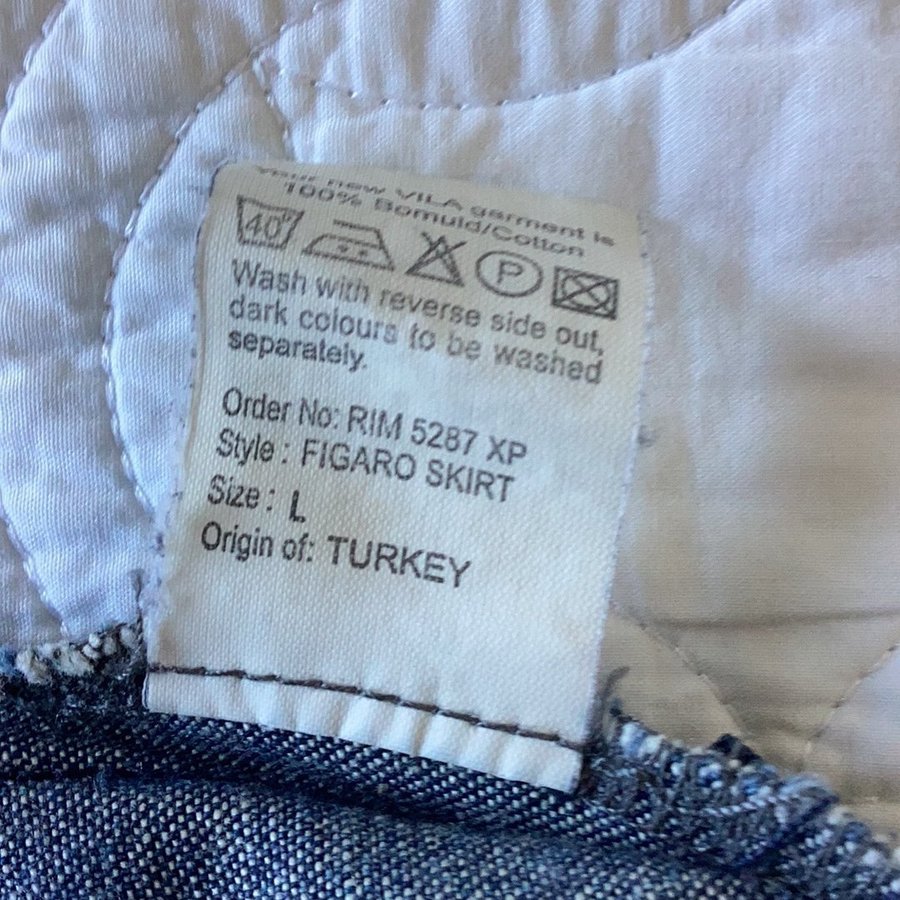 Your new VILA garment is
100% Bomuld/Cotton
40° P
Wash with reverse side out,
dark colours to be washed
separately.
Order No: RIM 5287 XP
Style : FIGARO SKIRT
Size : L
Origin of: TURKEY